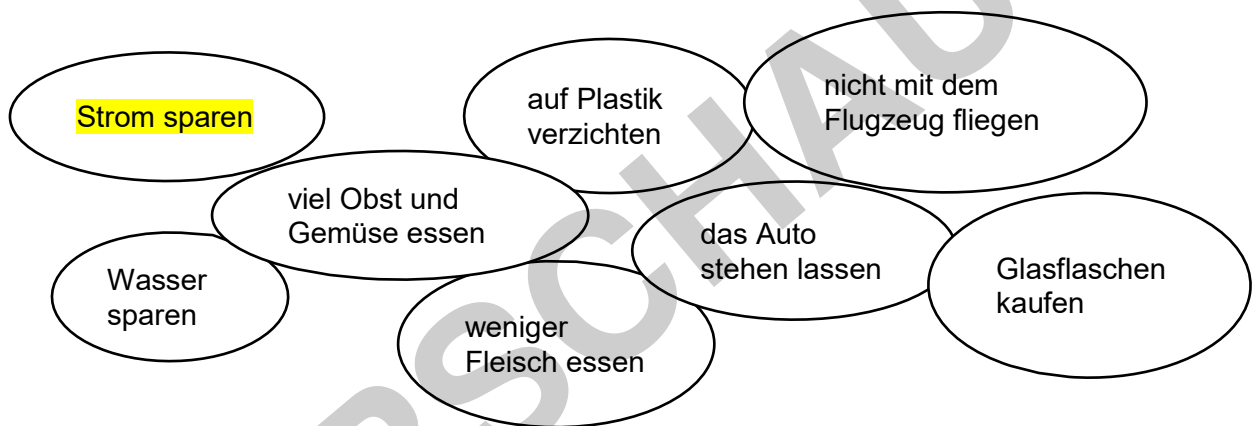 Strom sparen
auf Plastik
verzichten
nicht mit dem
Flugzeug fliegen
viel Obst und
Gemüse essen
das Auto
stehen lassen
Wasser
sparen
Glasflaschen
kaufen
weniger
Fleisch essen
RSCHAU